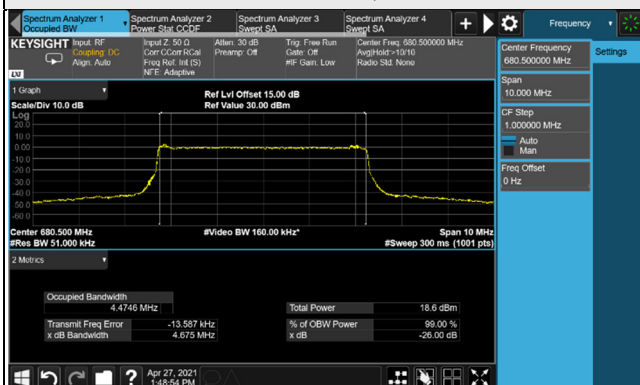 Spectrum Analyzer 1
Occupied BW
Spectrum Analyzer 2
Power Stat CCDF
Spectrum Analyzer 3
Swept SA
Spectrum Analyzer 4
Swept SA
Frequency
KEYSIGHT
Input: RF
Coupling: DC
Align: Auto
Input Z: 50 Ω
Corr CCorr RCal
Freq Ref: Int (S)
NFE: Adaptive
Atten: 30 dB
Preamp: Off
Trig: Free Run
Gate: Off
#IF Gain: Low
Center Freq: 680.500000 MHz
Avg|Hold:>10/10
Radio Std: None
LXI
Center Frequency
680.500000 MHz
Settings
Span
10.000 MHz
CF Step
1.000000 MHz
Auto
Man
Freq Offset
0 Hz
1 Graph
Scale/Div 10.0 dB
Ref Lvl Offset 15.00 dB
Ref Value 30.00 dBm
Log
20.0
10.0
0.00
-10.0
-20.0
-30.0
-40.0
-50.0
-60.0
Center 680.500 MHz
#Res BW 51.000 kHz
#Video BW 160.00 kHz*
Span 10 MHz
#Sweep 300 ms (1001 pts)
2 Metrics
Occupied Bandwidth
4.4746 MHz
Total Power
18.6 dBm
Transmit Freq Error
-13.587 kHz
% of OBW Power
99.00 %
x dB Bandwidth
4.675 MHz
x dB
-26.00 dB
?
Apr 27, 2021
1:48:54 PM